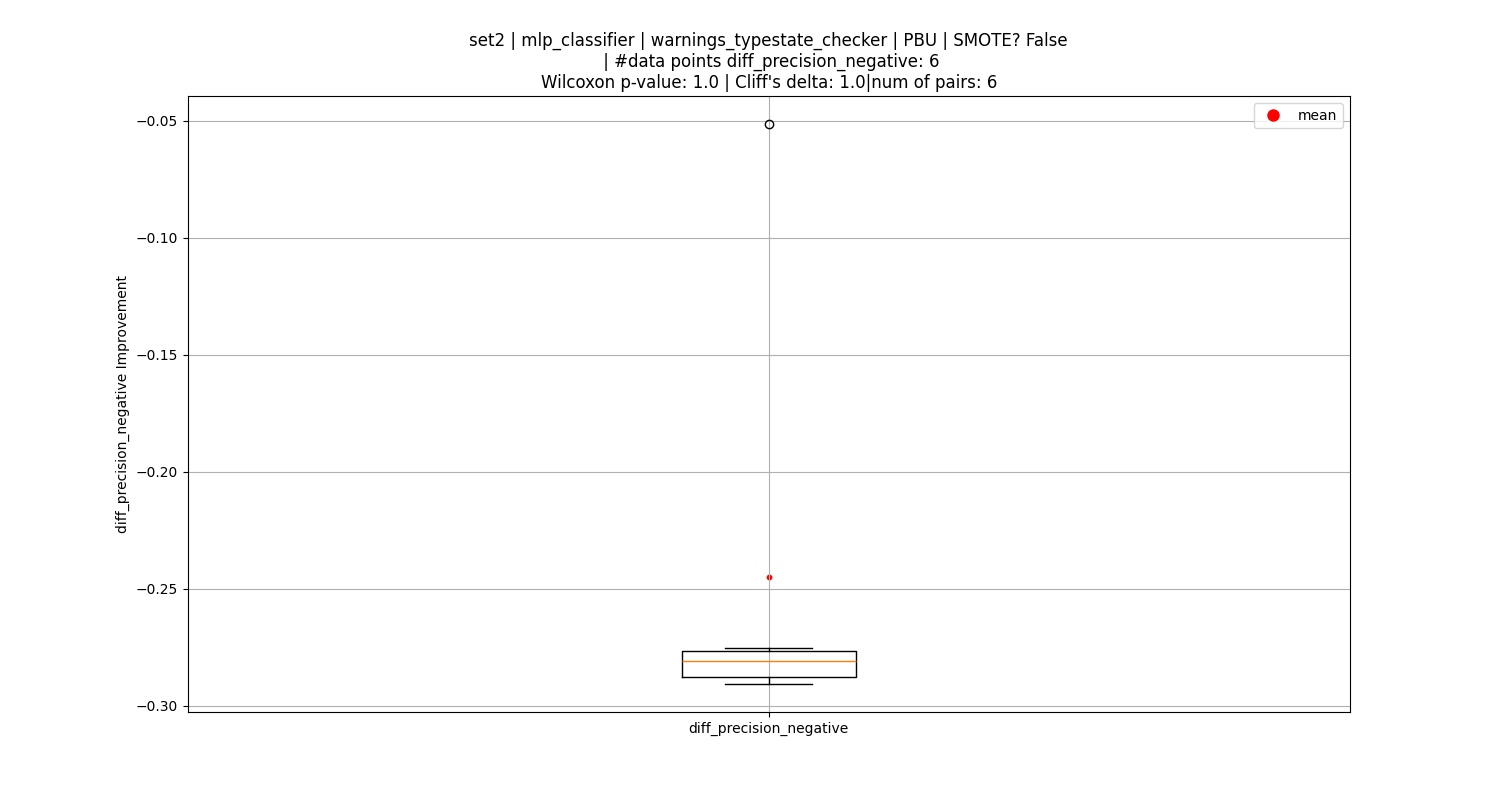 set2 | mlp_classifier | warnings_typestate_checker | PBU | SMOTE? False
| #data points diff_precision_negative: 6
Wilcoxon p-value: 1.0 | Cliff's delta: 1.0|num of pairs: 6
mean
−0.05
−0.10
−0.15
−0.20
−0.25
−0.30
diff_precision_negative Improvement
diff_precision_negative